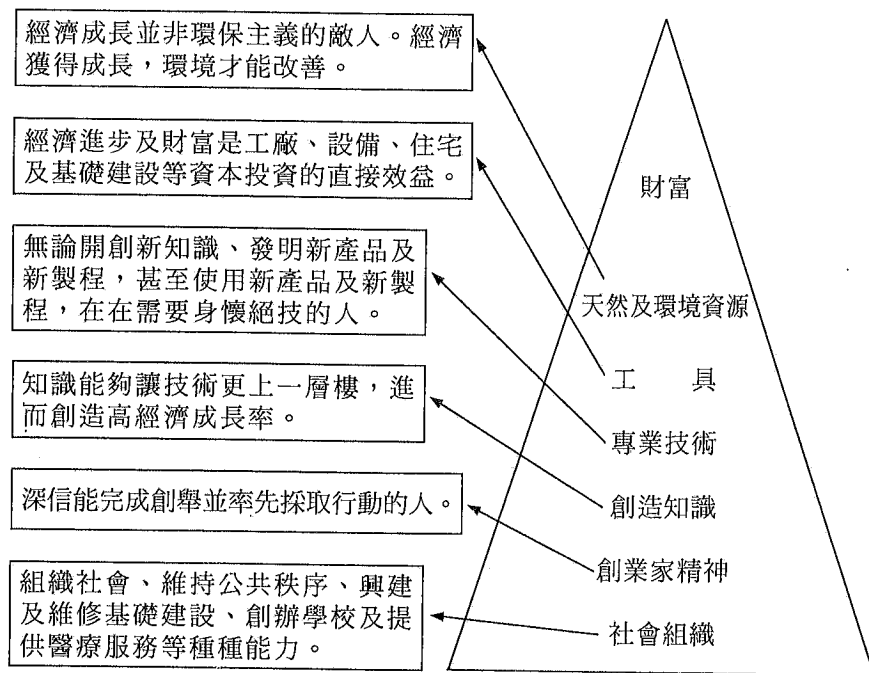 經濟成長並非環保主義的敵人。經濟
獲得成長，環境才能改善。
經濟進步及財富是工廠、設備、住宅
及基礎建設等資本投資的直接效益。
無論開創新知識、發明新產品及
新製程，甚至使用新產品及新製
程，在在需要身懷絕技的人。
知識能夠讓技術更上一層樓，進
而創造高經濟成長率。
深信能完成創舉並率先採取行動的人。
組織社會、維持公共秩序、興建
及維修基礎建設、創辦學校及提
供醫療服務等種種能力。
財富
天然及環境資源
工　具
專業技術
創造知識
創業家精神
社會組織